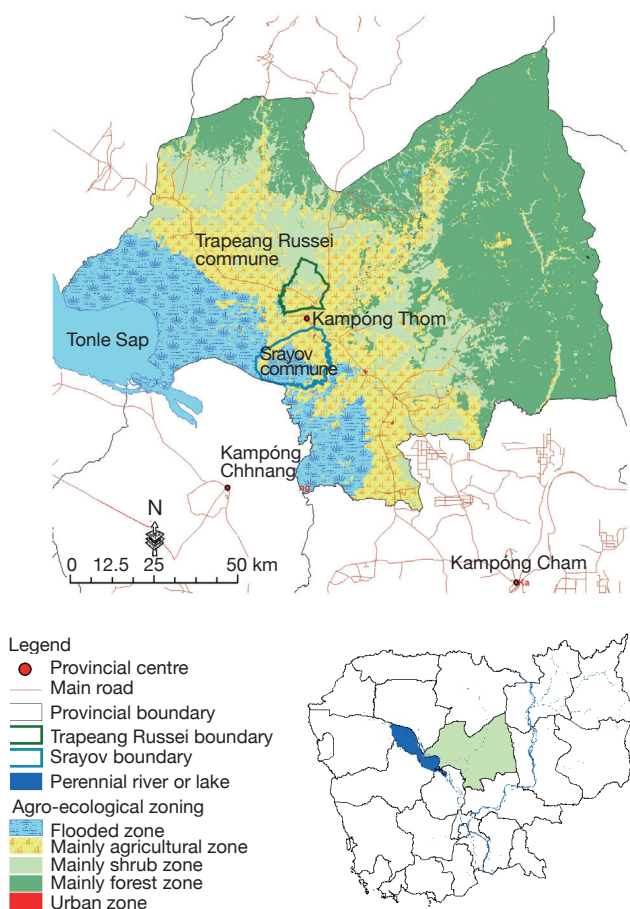 Trapeang Russei
commune
Kampóng Thom
Tonle Sap
Srayov
commune
Kampóng
Chhnang
ng
N
0 12.5 25 50 km
Kampóng Cham
Ka
Legend
Provincial centre
Main road
Provincial boundary
Trapeang Russei boundary
Srayov boundary
Perennial river or lake
Agro-ecological zoning
Flooded zone
Mainly agricultural zone
Mainly shrub zone
Mainly forest zone
Urban zone